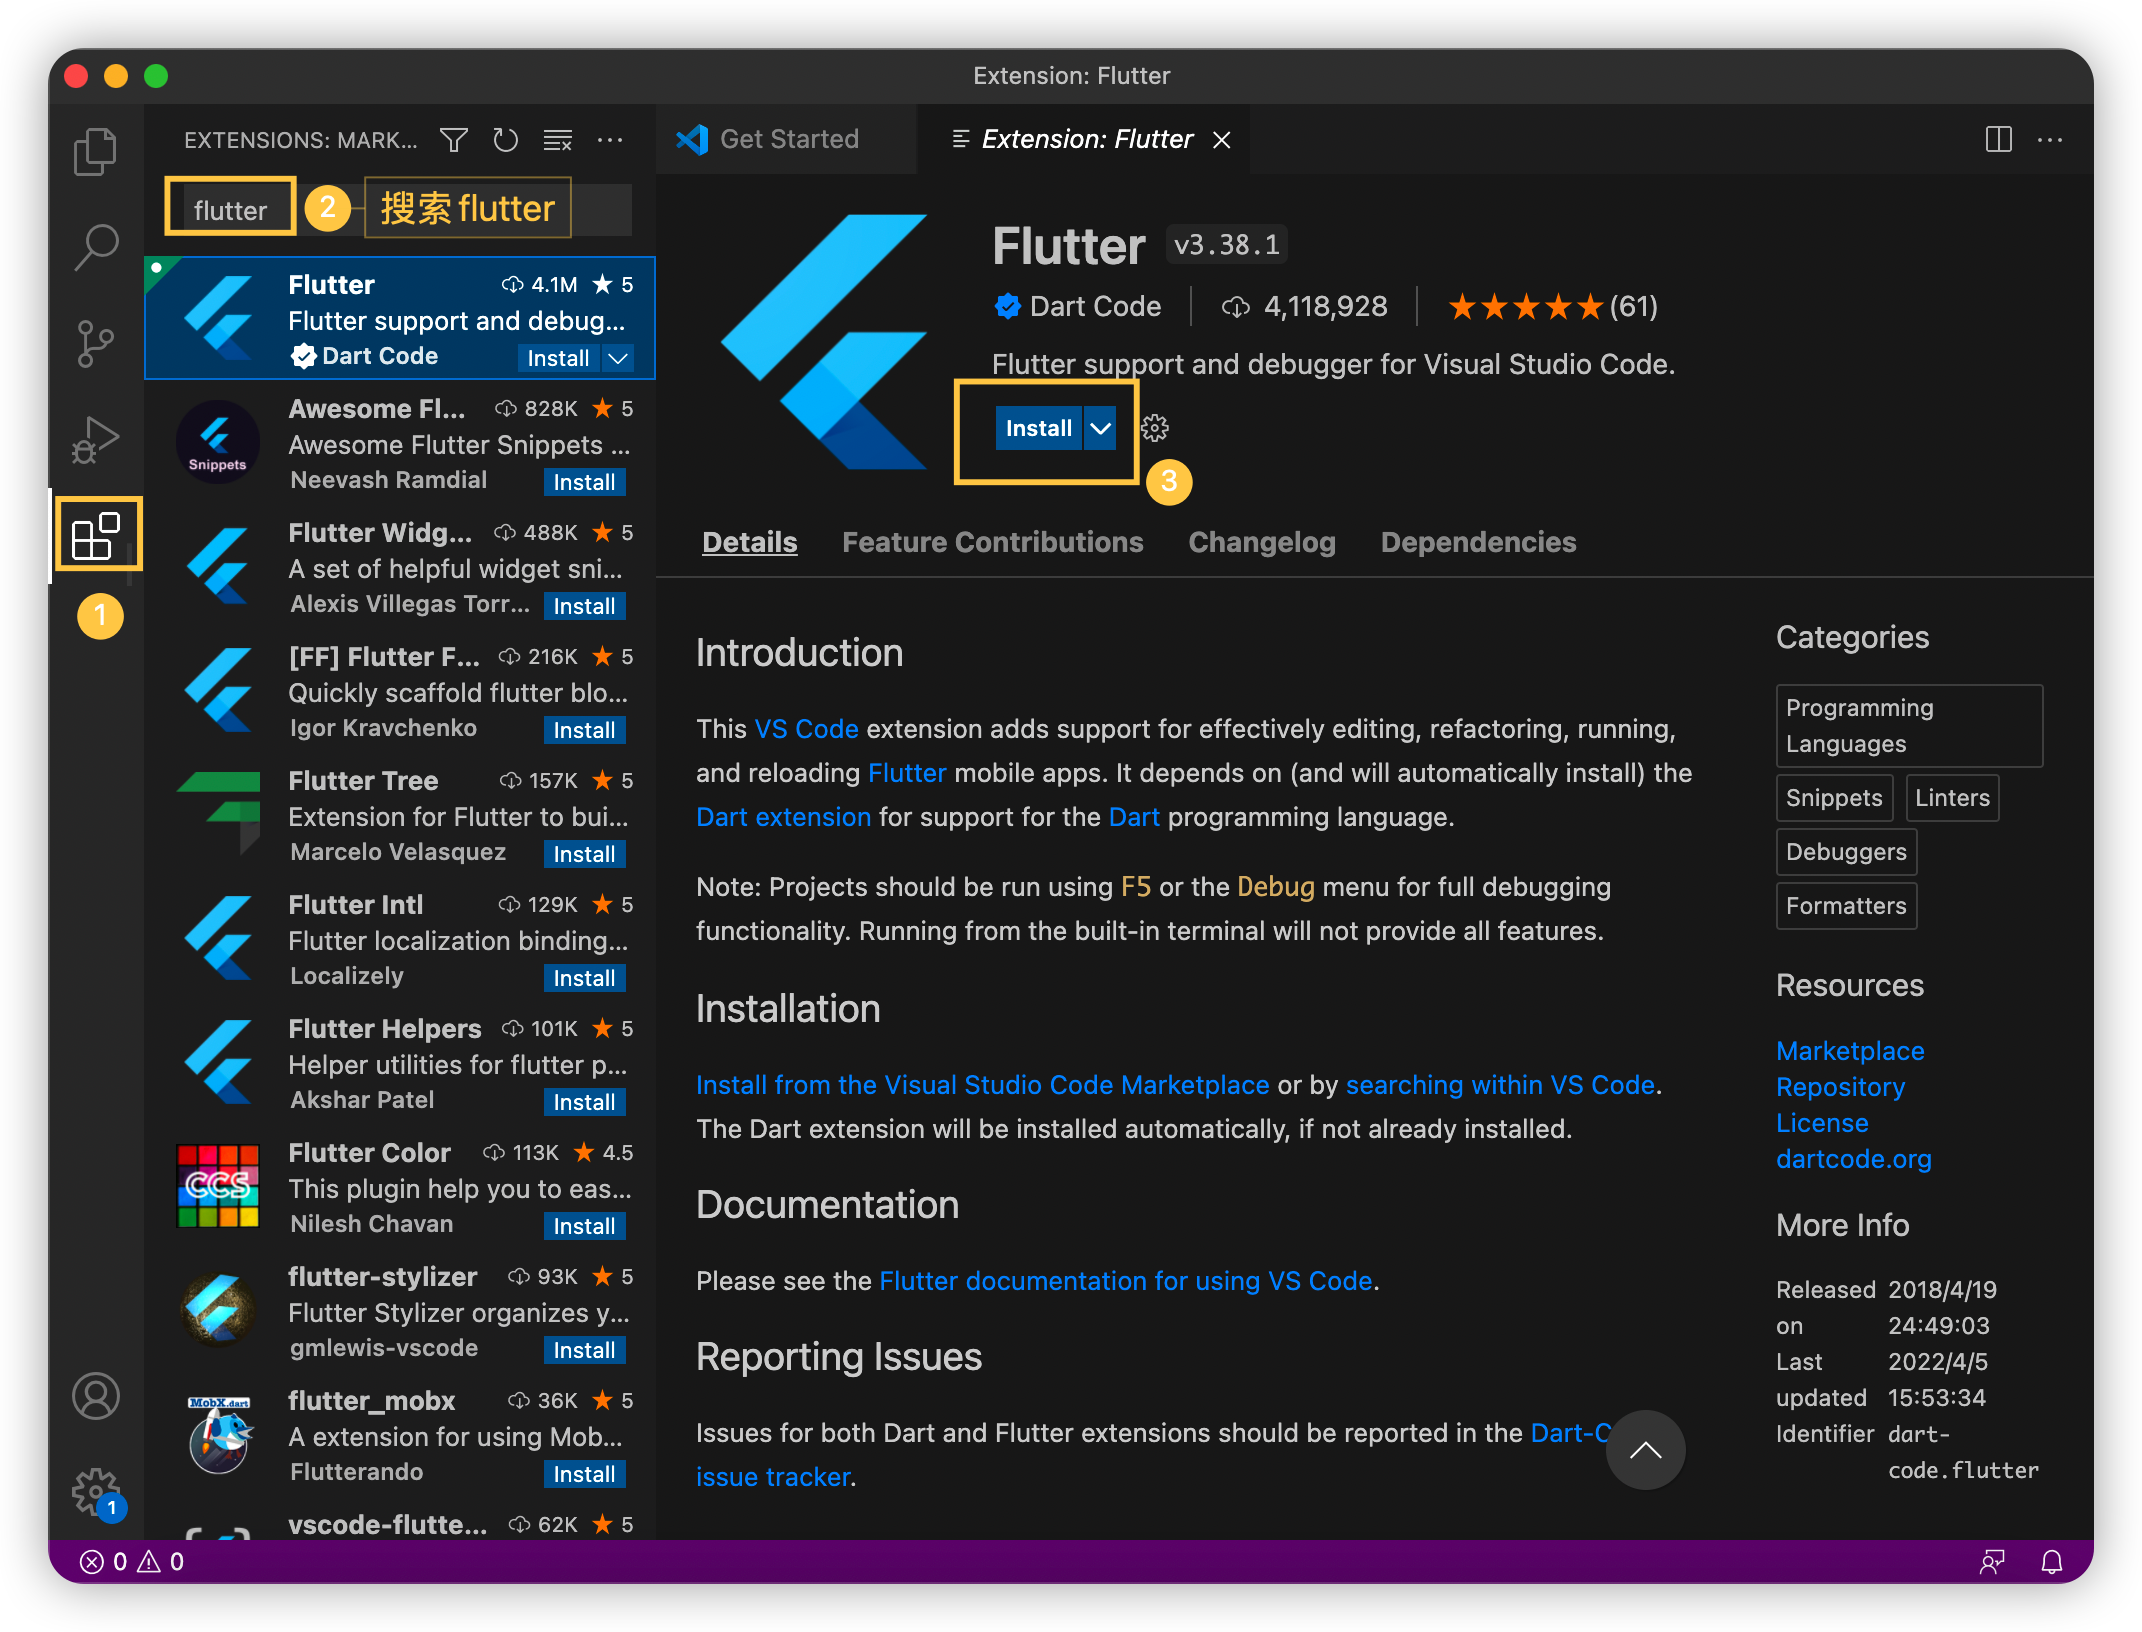 Extension: Flutter
EXTENSIONS: MARK...
Get Started
Extension: Flutter
flutter
2
搜索 flutter
Flutter 4.1M 5
Flutter support and debug...
Dart Code Install
Snippets
Awesome Fl... 828K 5
Awesome Flutter Snippets ...
Neevash Ramdial Install
Flutter Widg... 488K 5
A set of helpful widget sni...
Alexis Villegas Torr... Install
1
[FF] Flutter F... 216K 5
Quickly scaffold flutter blo...
Igor Kravchenko Install
Flutter Tree 157K 5
Extension for Flutter to bui...
Marcelo Velasquez Install
Flutter Intl 129K 5
Flutter localization binding...
Localizely Install
Flutter Helpers 101K 5
Helper utilities for flutter p...
Akshar Patel Install
CCS
Flutter Color 113K 4.5
This plugin help you to eas...
Nilesh Chavan Install
flutter-stylizer 93K 5
Flutter Stylizer organizes y...
gmlewis-vscode Install
MobX.dart
flutter_mobx 36K 5
A extension for using Mob...
Flutterando Install
vscode-flutte... 62K 5
1
Flutter v3.38.1
Dart Code 4,118,928 (61)
Flutter support and debugger for Visual Studio Code.
Install
3
Details Feature Contributions Changelog Dependencies
Introduction
This VS Code extension adds support for effectively editing, refactoring, running,
and reloading Flutter mobile apps. It depends on (and will automatically install) the
Dart extension for support for the Dart programming language.
Note: Projects should be run using F5 or the Debug menu for full debugging
functionality. Running from the built-in terminal will not provide all features.
Installation
Install from the Visual Studio Code Marketplace or by searching within VS Code.
The Dart extension will be installed automatically, if not already installed.
Documentation
Please see the Flutter documentation for using VS Code.
Reporting Issues
Issues for both Dart and Flutter extensions should be reported in the Dart-C
issue tracker.
Categories
Programming
Languages
Snippets Linters
Debuggers
Formatters
Resources
Marketplace
Repository
License
dartcode.org
More Info
Released 2018/4/19
on 24:49:03
Last 2022/4/5
updated 15:53:34
Identifier dart-
code.flutter
0 0